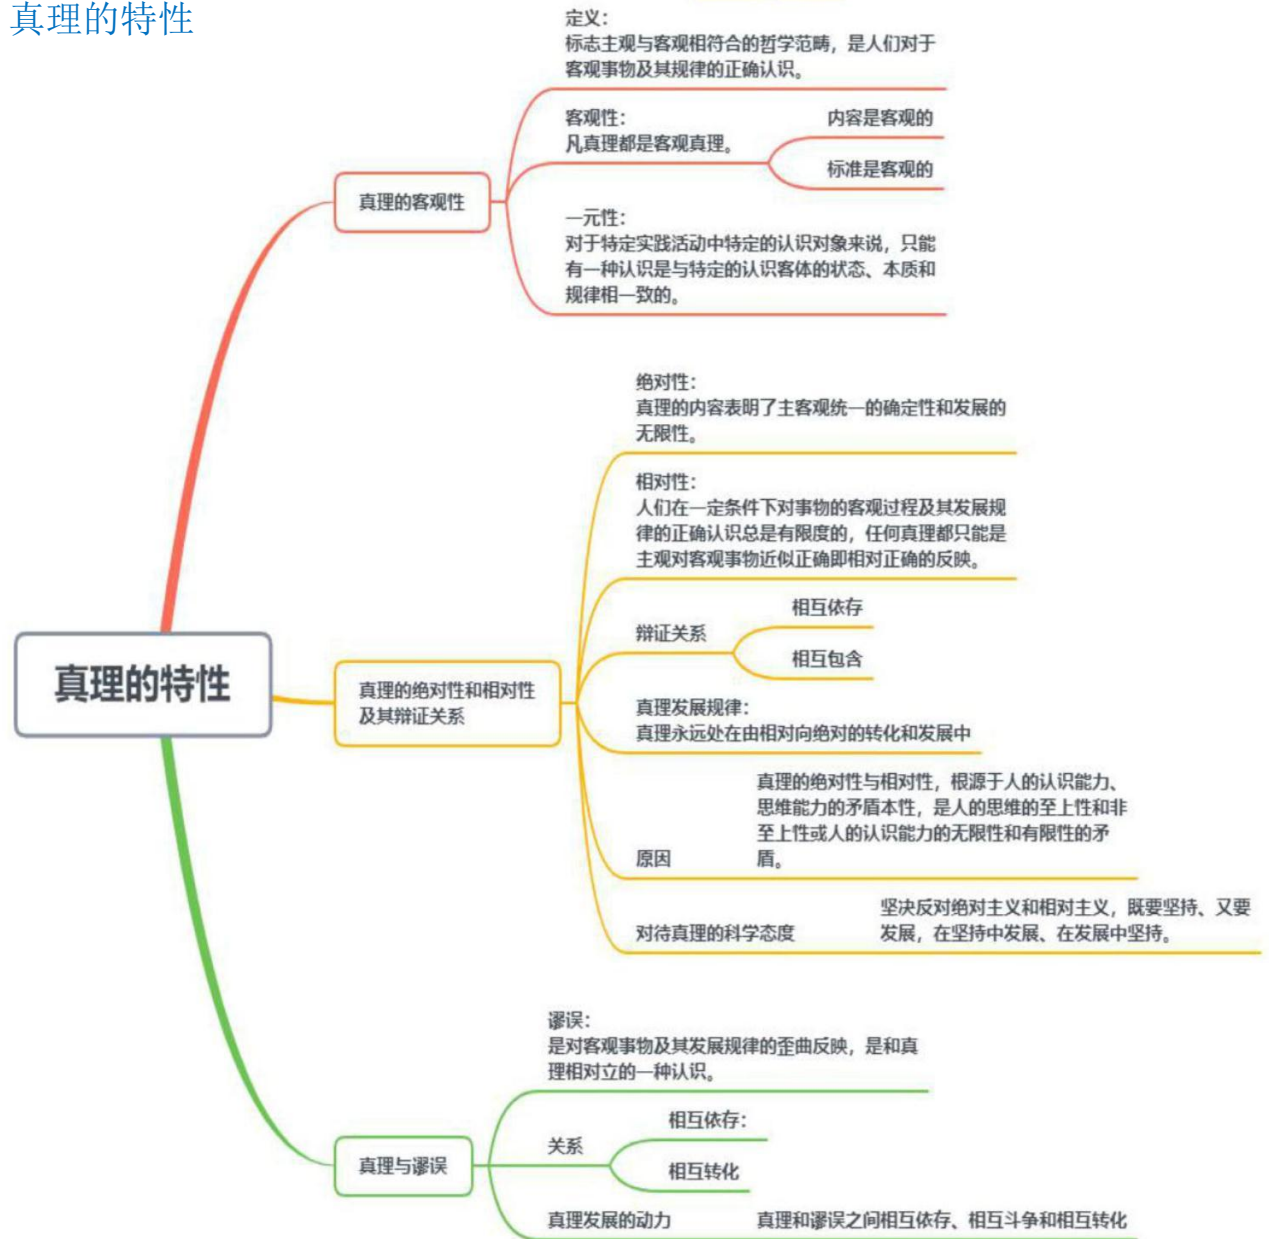 真理的特性
定义：
标志主观与客观相符合的哲学范畴，是人们对于
客观事物及其规律的正确认识。
客观性：
凡真理都是客观真理。
内容是客观的
标准是客观的
真理的客观性
一元性：
对于特定实践活动中特定的认识对象来说，只能
有一种认识是与特定的认识客体的状态、本质和
规律相一致的。
绝对性：
真理的内容表明了主客观统一的确定性和发展的
无限性。
相对性：
人们在一定条件下对事物的客观过程及其发展规
律的正确认识总是有限度的，任何真理都只能是
主观对客观事物近似正确即相对正确的反映。
辩证关系
相互依存
相互包含
真理的特性
真理的绝对性和相对性
及其辩证关系
真理发展规律：
真理永远处在由相对向绝对的转化和发展中
原因
真理的绝对性与相对性，根源于人的认识能力、
思维能力的矛盾本性，是人的思维的至上性和非
至上性或人的认识能力的无限性和有限性的矛
盾。
对待真理的科学态度
坚决反对绝对主义和相对主义，既要坚持、又要
发展，在坚持中发展、在发展中坚持。
谬误：
是对客观事物及其发展规律的歪曲反映，是和真
理相对立的一种认识。
真理与谬误
关系
相互依存：
相互转化
真理发展的动力
真理和谬误之间相互依存、相互斗争和相互转化